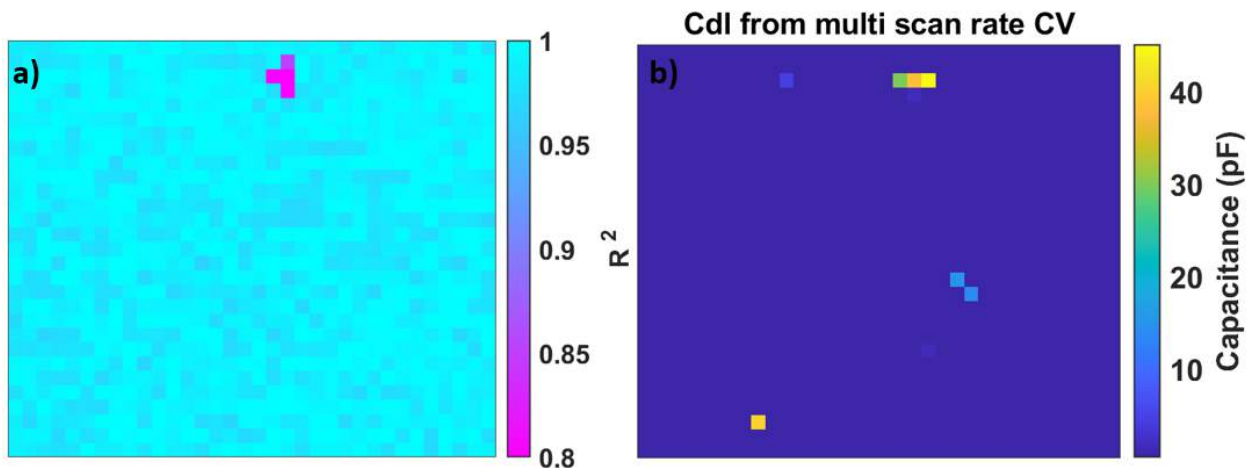 a)
1
0.95
0.9
0.85
0.8
R 2
Cdl from multi scan rate CV
b)
40
30
20
10
Capacitance (pF)